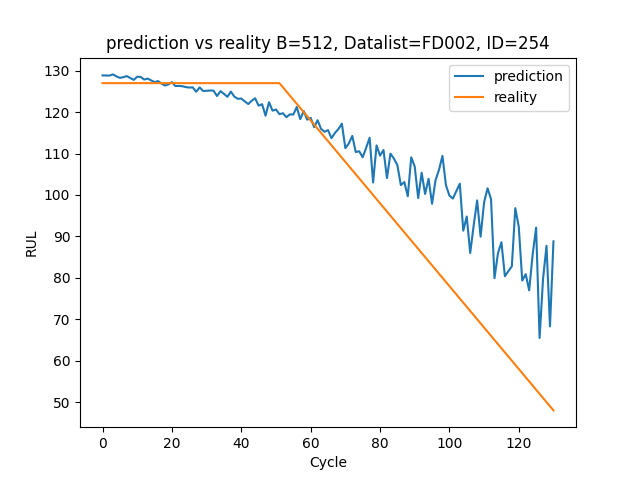 prediction vs reality B=512, Datalist=FD002, ID=254
prediction
reality
130
120
110
100
90
80
70
60
50
RUL
0 20 40 60 80 100 120
Cycle